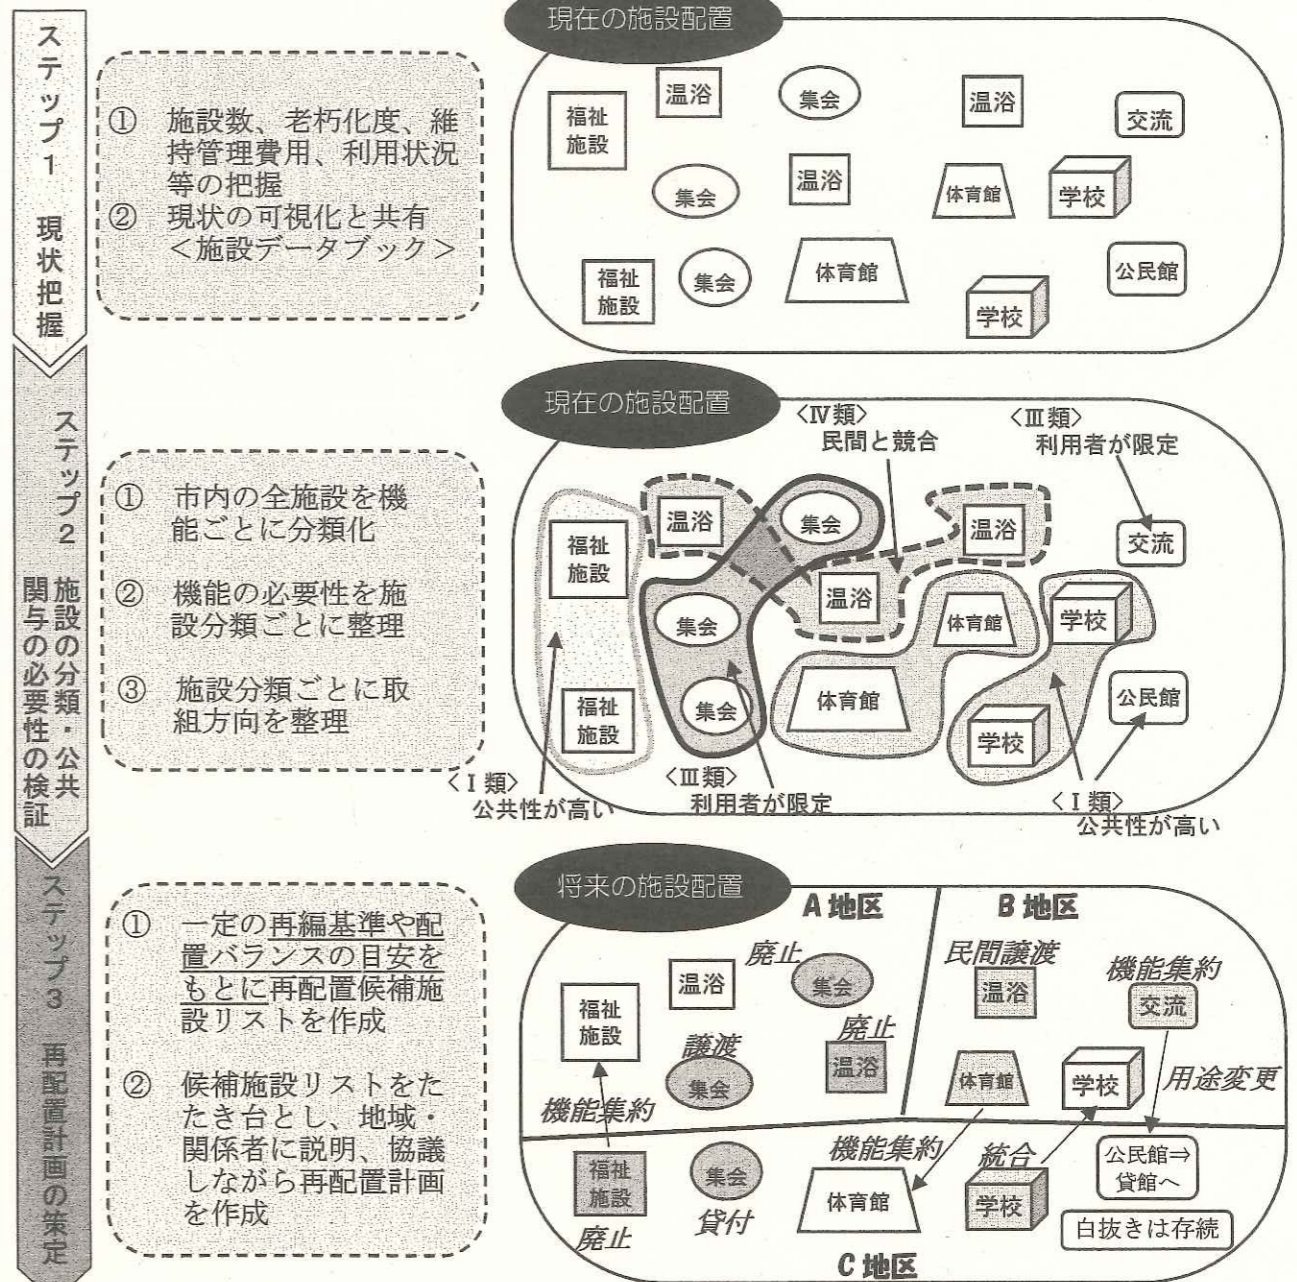 ステップ1 現状把握
① 施設数、老朽化度、維
持管理費用、利用状況
等の把握
② 現状の可視化と共有
<施設データブック>
現在の施設配置
福祉
施設
温浴
集会
温浴
交流
集会
温浴
体育館
学校
福祉
施設
集会
体育館
学校
公民館
ステップ2 施設の分類・公共
関与の必要性の検証
① 市内の全施設を機
能ごとに分類化
② 機能の必要性を施
設分類ごとに整理
③ 施設分類ごとに取
組方向を整理
現在の施設配置
<Ⅳ類>
民間と競合
<Ⅲ類>
利用者が限定
福祉
施設
温浴
集会
温浴
交流
集会
温浴
体育館
学校
福祉
施設
集会
体育館
学校
公民館
<Ⅰ類>
公共性が高い
<Ⅲ類>
利用者が限定
<Ⅰ類>
公共性が高い
ステップ3 再配置計画の策定
① 一定の再編基準や配
置バランスの目安を
もとに再配置候補施
設リストを作成
② 候補施設リストをた
たき台とし、地域・
関係者に説明、協議
しながら再配置計画
を作成
将来の施設配置
A地区
B地区
福祉
施設
温浴
廃止
集会
民間譲渡
温浴
機能集約
交流
譲渡
集会
廃止
温浴
体育館
学校
用途変更
機能集約
福祉
施設
廃止
集会
貸付
機能集約
体育館
統合
学校
公民館⇒
貸館へ
白抜きは存続
C地区